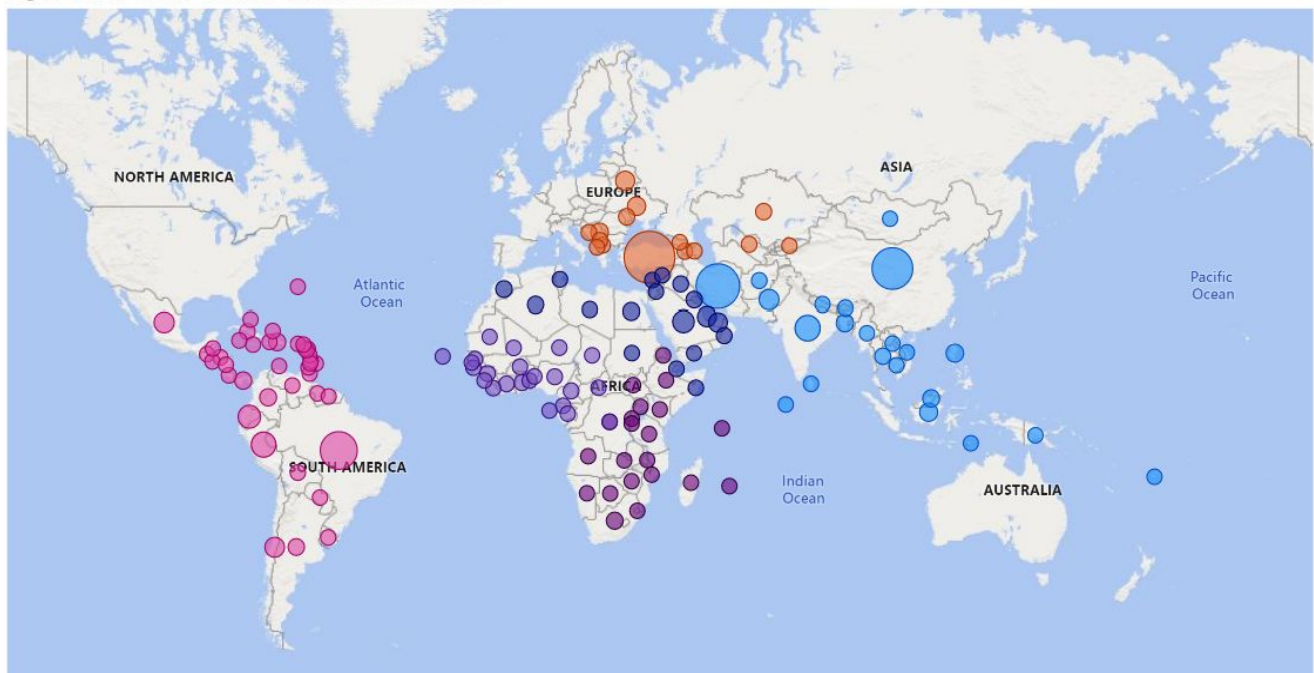 NORTH AMERICA
EUROPE
ASIA
Atlantic
Ocean
Pacific
Ocean
AFRICA
SOUTH AMERICA
Indian
Ocean
AUSTRALIA